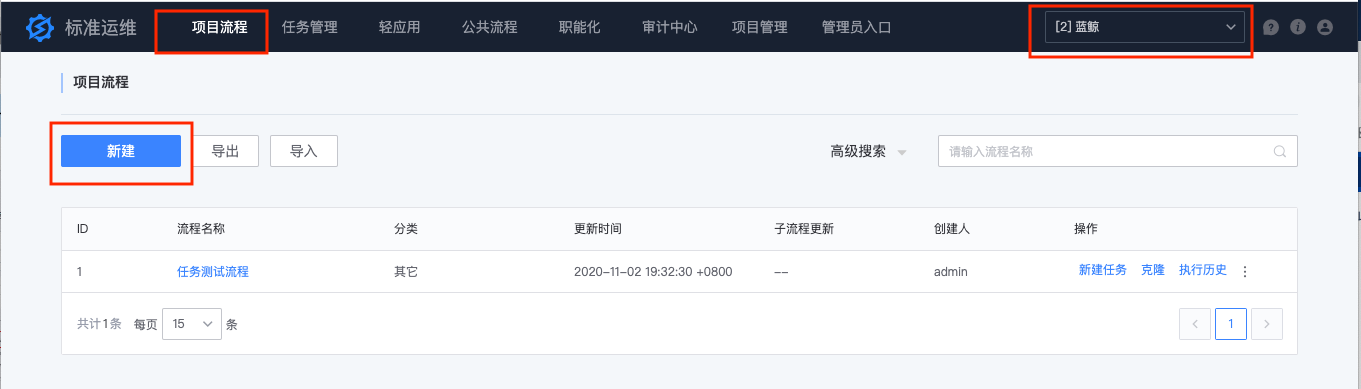 标准运维 项目流程 任务管理 轻应用 公共流程 职能化 审计中心 项目管理 管理员入口 [2] 蓝鲸
项目流程
新建 导出 导入 高级搜索 请输入流程名称
ID 流程名称 分类 更新时间 子流程更新 创建人 操作
1 任务测试流程 其它 2020-11-02 19:32:30 +0800 -- admin 新建任务 克隆 执行历史
共计1条 每页 15 条 1